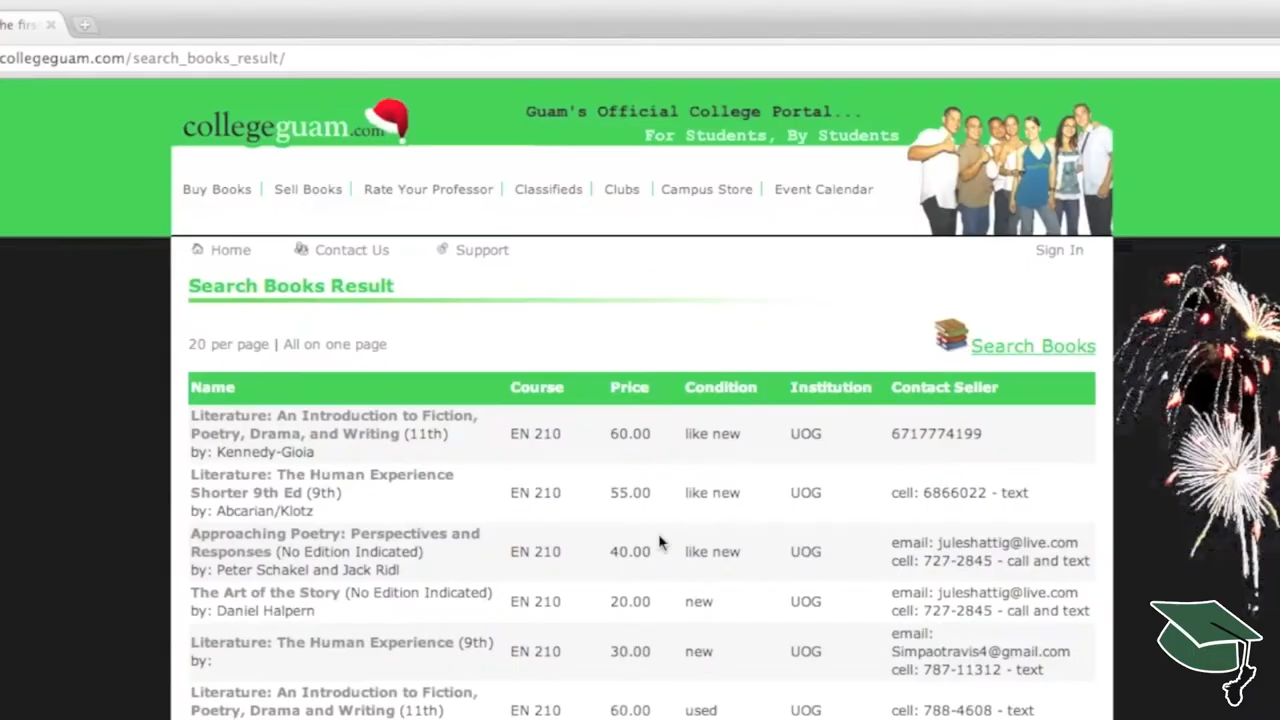 he firs
collegeguam.com/search_books_result/
collegeguam.com
Guam's Official College Portal...
For Students, By Students
Buy Books | Sell Books | Rate Your Professor | Classifieds | Clubs | Campus Store | Event Calendar
Home Contact Us Support Sign In
Search Books Result
20 per page | All on one page
Search Books
Name Course Price Condition Institution Contact Seller
Literature: An Introduction to Fiction,
Poetry, Drama, and Writing (11th) EN 210 60.00 like new UOG 6717774199
by: Kennedy-Gioia
Literature: The Human Experience
Shorter 9th Ed (9th) EN 210 55.00 like new UOG cell: 6866022 - text
by: Abcarian/Klotz
Approaching Poetry: Perspectives and
Responses (No Edition Indicated) EN 210 40.00 like new UOG email: juleshattig@live.com
by: Peter Schakel and Jack Ridl cell: 727-2845 - call and text
The Art of the Story (No Edition Indicated) EN 210 20.00 new UOG email: juleshattig@live.com
by: Daniel Halpern cell: 727-2845 - call and text
email:
Literature: The Human Experience (9th) EN 210 30.00 new UOG Simpaotravis4@gmail.com
by: cell: 787-11312 - text
Literature: An Introduction to Fiction,
Poetry, Drama and Writing (11th) EN 210 60.00 used UOG cell: 788-4608 - text